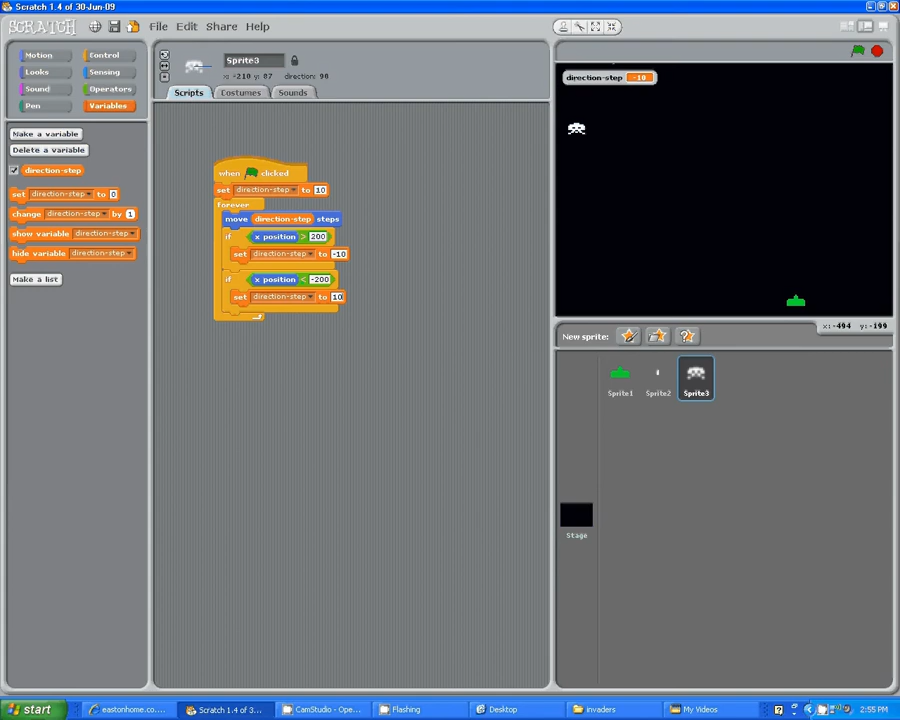 Scratch 1.4 of 30-Jun-09
SCRATCH File Edit Share Help
Motion Control
Looks Sensing
Sound Operators
Pen Variables
Make a variable
Delete a variable
direction-step
set direction-step to 0
change direction-step by 1
show variable direction-step
hide variable direction-step
Make a list
Sprite3
x: -210 y: 87 direction: 90
Scripts Costumes Sounds
when clicked
set direction-step to 10
forever
move direction-step steps
if x position > 200
set direction-step to -10
if x position < -200
set direction-step to 10
direction-step -10
x: -494 y: -199
New sprite:
Sprite1 Sprite2 Sprite3
Stage
start eastonhome.co.... Scratch 1.4 of 3... CamStudio - Ope... Flashing Desktop invaders My Videos 2:55 PM